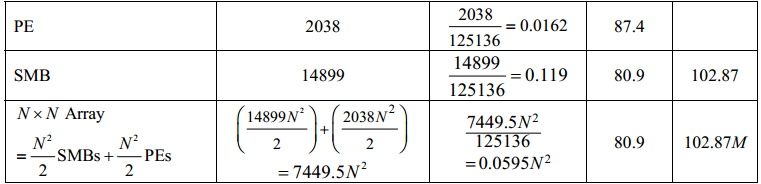 PE 2038 2038/125136 = 0.0162 87.4
SMB 14899 14899/125136 = 0.119 80.9 102.87
N × N Array
= N²/2 SMBs + N²/2 PEs
(14899N²/2) + (2038N²/2)
= 7449.5N²
7449.5N²/125136
= 0.0595N²
80.9
102.87M